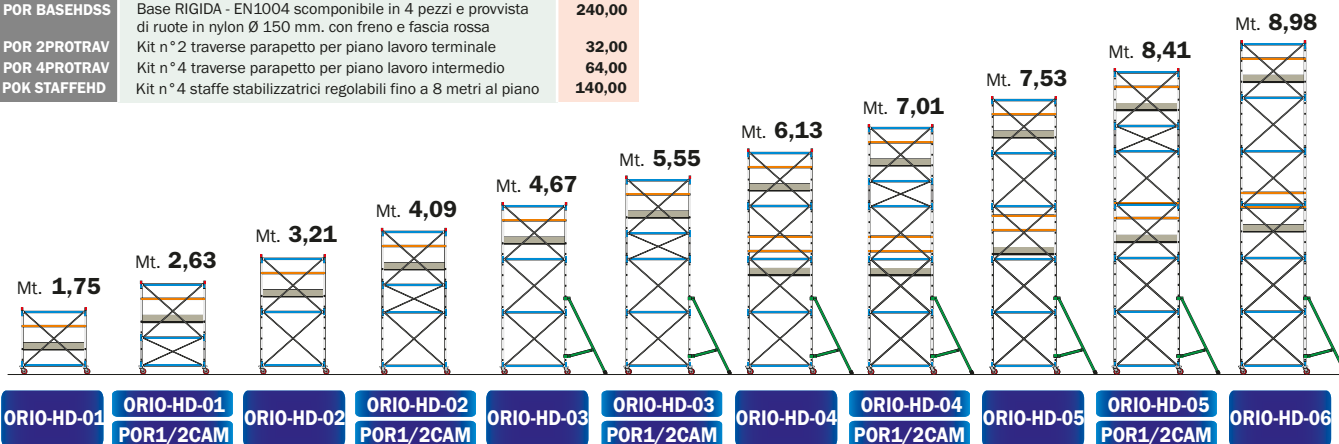 POR BASEHDSS Base RIGIDA - EN1004 scomponibile in 4 pezzi e provvista 240,00
di ruote in nylon Ø 150 mm. con freno e fascia rossa
POR 2PROTRAV Kit n°2 traverse parapetto per piano lavoro terminale 32,00
POR 4PROTRAV Kit n°4 traverse parapetto per piano lavoro intermedio 64,00
POK STAFFEHD Kit n°4 staffe stabilizzatrici regolabili fino a 8 metri al piano 140,00
Mt. 1,75
Mt. 2,63
Mt. 3,21
Mt. 4,09
Mt. 4,67
Mt. 5,55
Mt. 6,13
Mt. 7,01
Mt. 7,53
Mt. 8,41
Mt. 8,98
ORIO-HD-01
ORIO-HD-01
POR1/2CAM
ORIO-HD-02
ORIO-HD-02
POR1/2CAM
ORIO-HD-03
ORIO-HD-03
POR1/2CAM
ORIO-HD-04
ORIO-HD-04
POR1/2CAM
ORIO-HD-05
ORIO-HD-05
POR1/2CAM
ORIO-HD-06